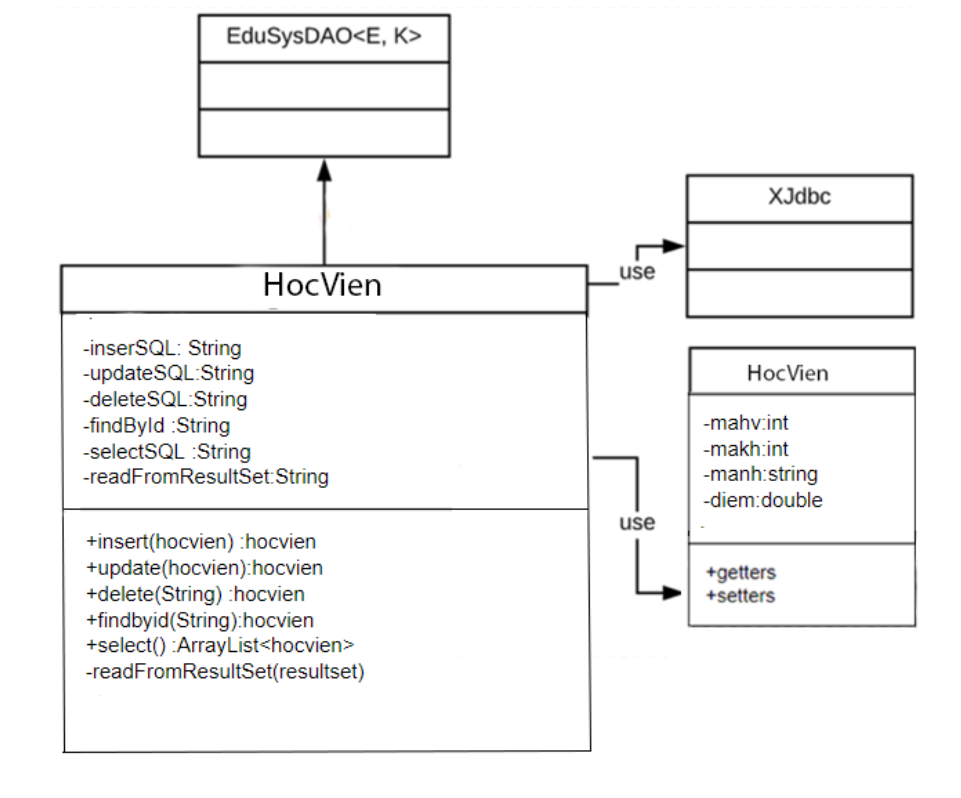 EduSysDAO<E, K>
XJdbc
use
HocVien
-inserSQL: String
-updateSQL:String
-deleteSQL:String
-findById :String
-selectSQL :String
-readFromResultSet:String
+insert(hocvien) :hocvien
+update(hocvien):hocvien
+delete(String) :hocvien
+findbyid(String):hocvien
+select() :ArrayList<hocvien>
-readFromResultSet(resultset)
use
HocVien
-mahv:int
-makh:int
-manh:string
-diem:double
+getters
+setters